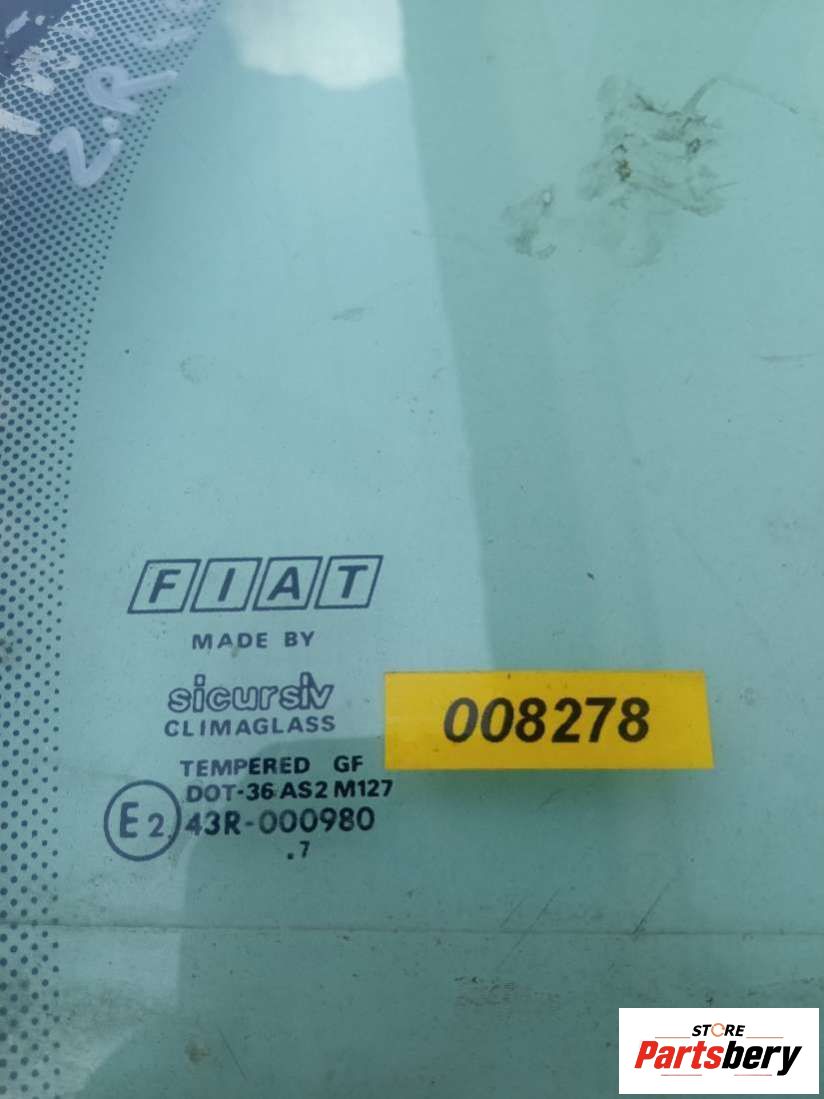 Z.R
FIAT
MADE BY
sicursiv
CLIMAGLASS
008278
TEMPERED GF
DOT-36 AS2 M127
E2 43R-000980
.7
STORE
Partsbery